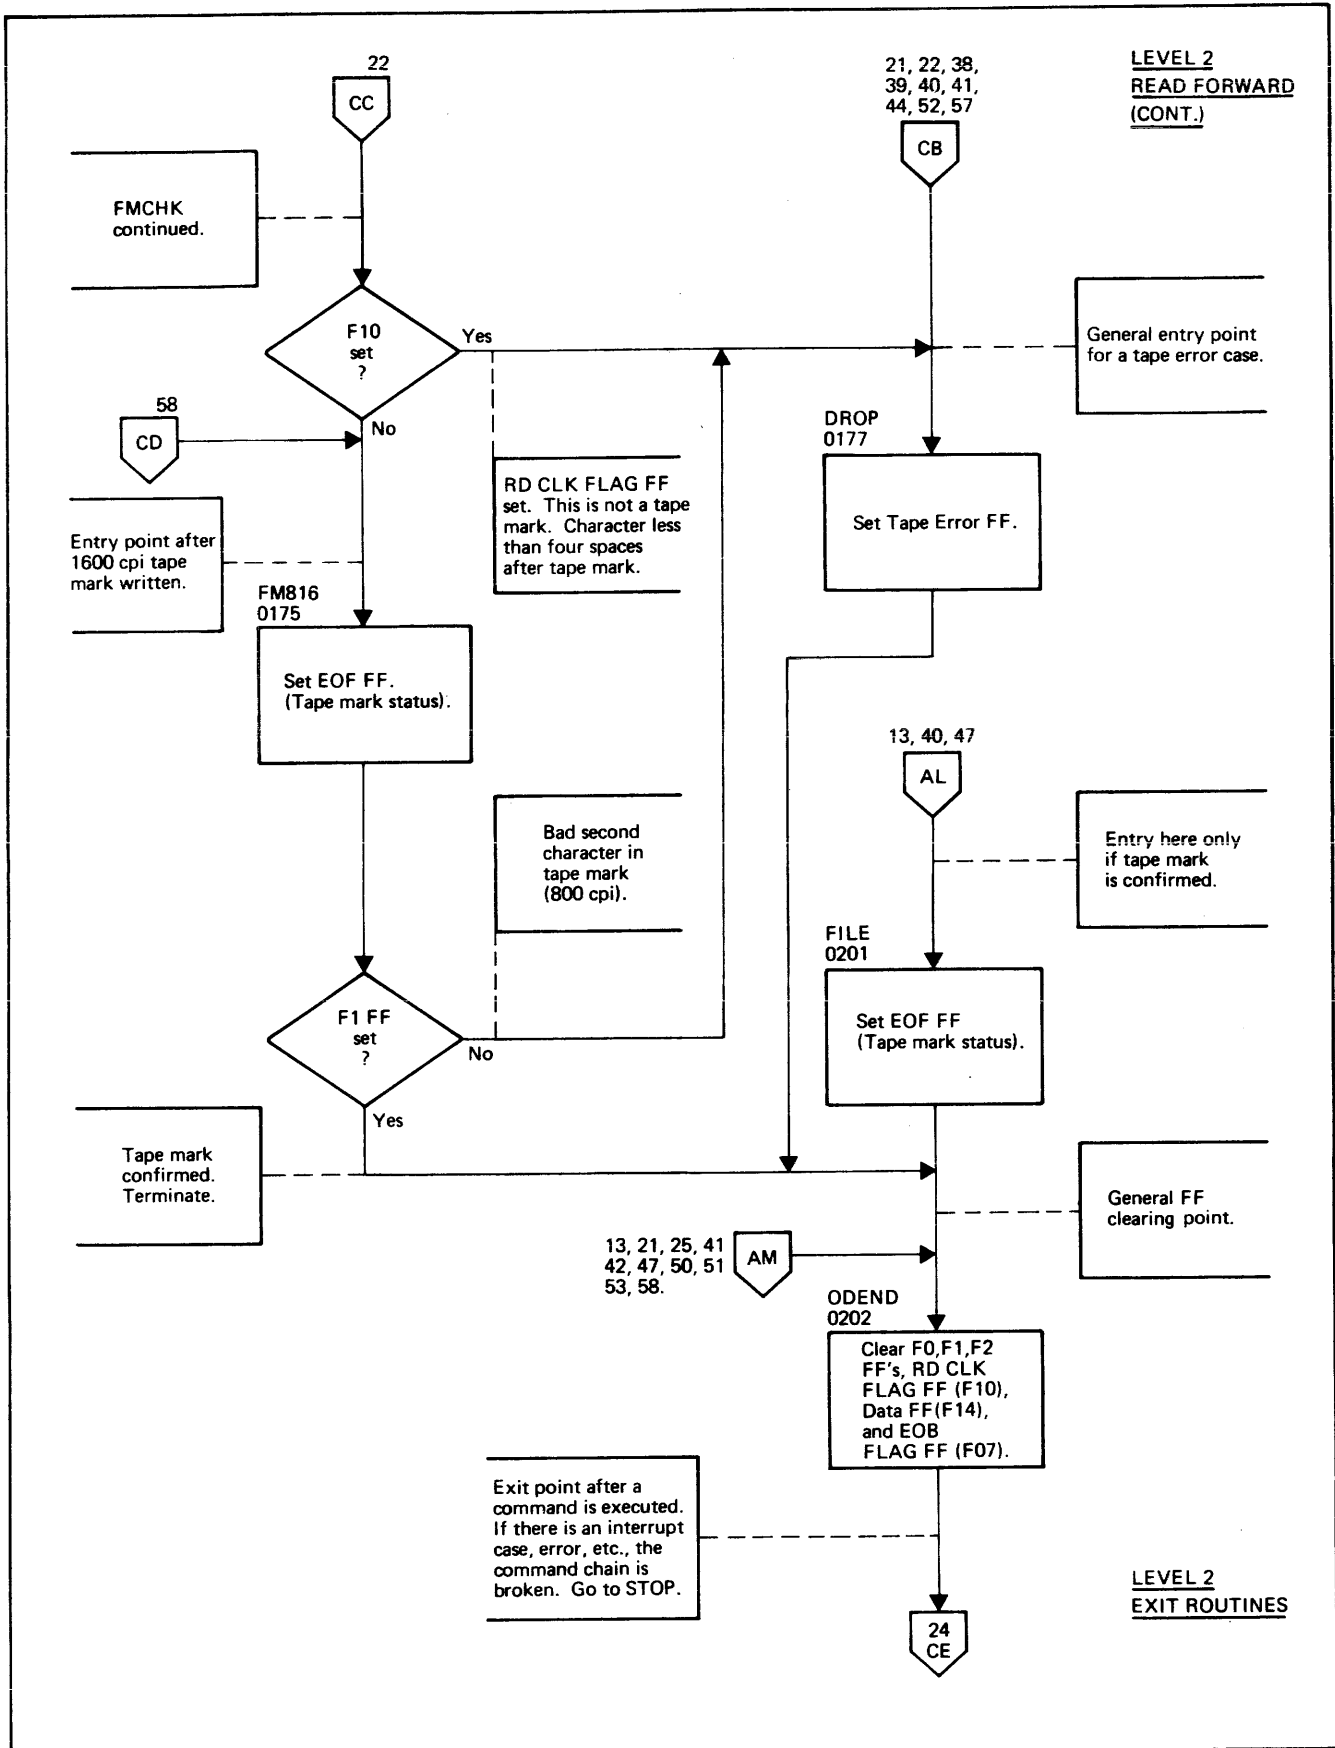 LEVEL 2
READ FORWARD
(CONT.)
22
CC
21, 22, 38,
39, 40, 41,
44, 52, 57
CB
FMCHK
continued.
F10
set
?
Yes
No
General entry point
for a tape error case.
58
CD
RD CLK FLAG FF
set. This is not a tape
mark. Character less
than four spaces
after tape mark.
DROP
0177
Set Tape Error FF.
Entry point after
1600 cpi tape
mark written.
FM816
0175
Set EOF FF.
(Tape mark status).
13, 40, 47
AL
Bad second
character in
tape mark
(800 cpi).
Entry here only
if tape mark
is confirmed.
FILE
0201
Set EOF FF
(Tape mark status).
F1 FF
set
?
No
Yes
Tape mark
confirmed.
Terminate.
General FF
clearing point.
13, 21, 25, 41
42, 47, 50, 51
53, 58.
AM
ODEND
0202
Clear F0,F1,F2
FF's, RD CLK
FLAG FF (F10),
Data FF(F14),
and EOB
FLAG FF (F07).
Exit point after a
command is executed.
If there is an interrupt
case, error, etc., the
command chain is
broken. Go to STOP.
24
CE
LEVEL 2
EXIT ROUTINES